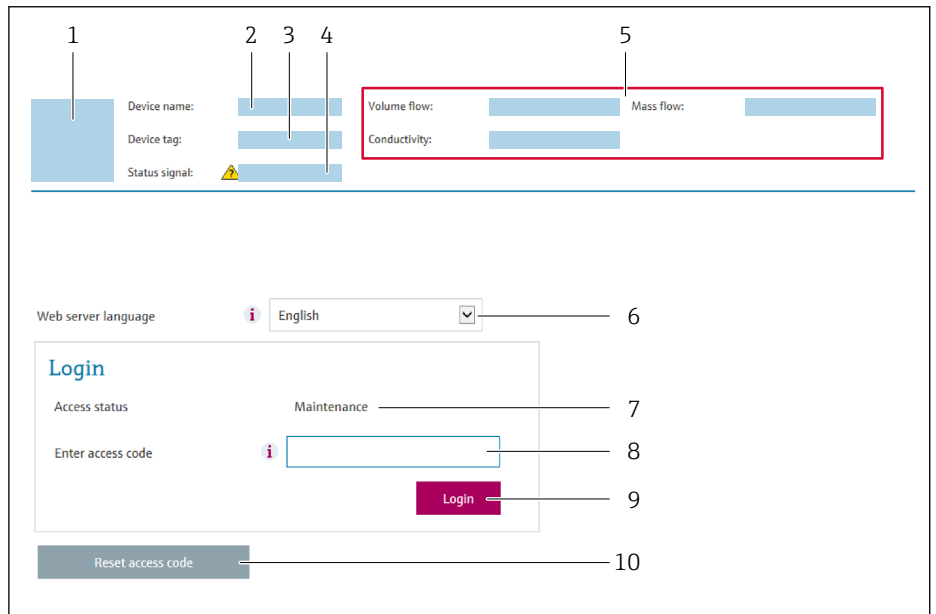 1 2 3 4 5
Device name: Volume flow: Mass flow:
Device tag: Conductivity:
Status signal: ?
Web server language i English 6
Login
Access status Maintenance 7
Enter access code i 8
Login 9
Reset access code 10